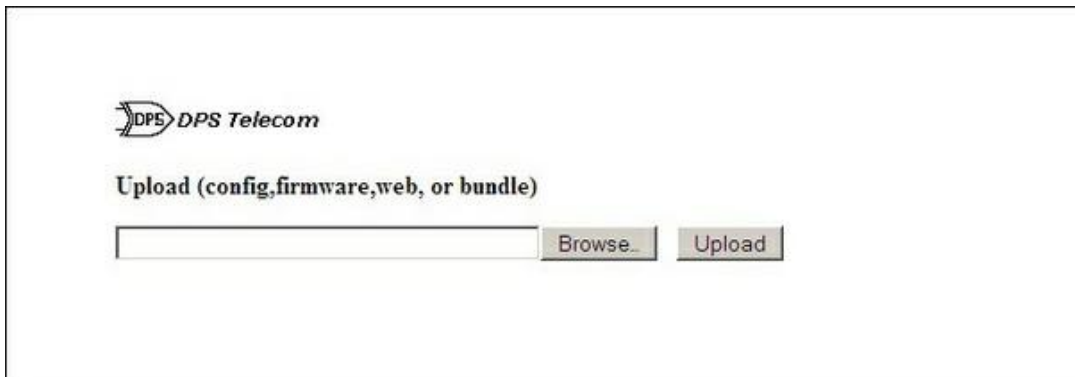 DPS DPS Telecom
Upload (config,firmware,web, or bundle)
Browse.. Upload